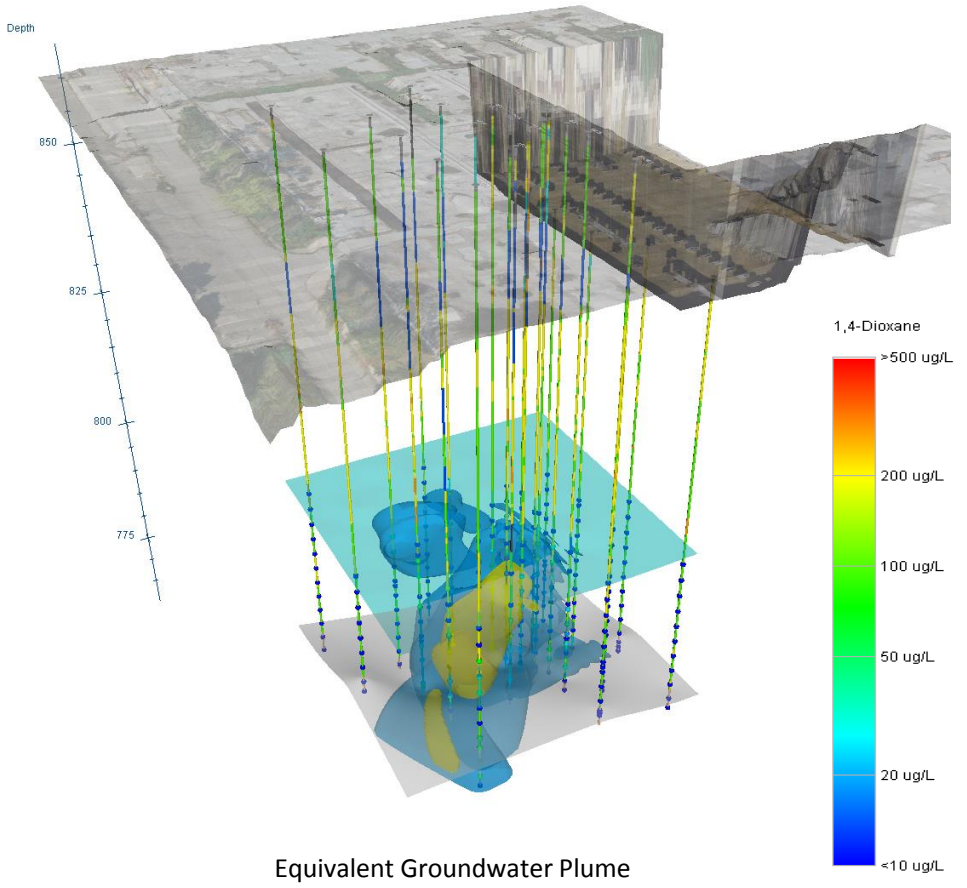 Depth
850
825
800
775
1,4-Dioxane
>500 ug/L
200 ug/L
100 ug/L
50 ug/L
20 ug/L
<10 ug/L
Equivalent Groundwater Plume